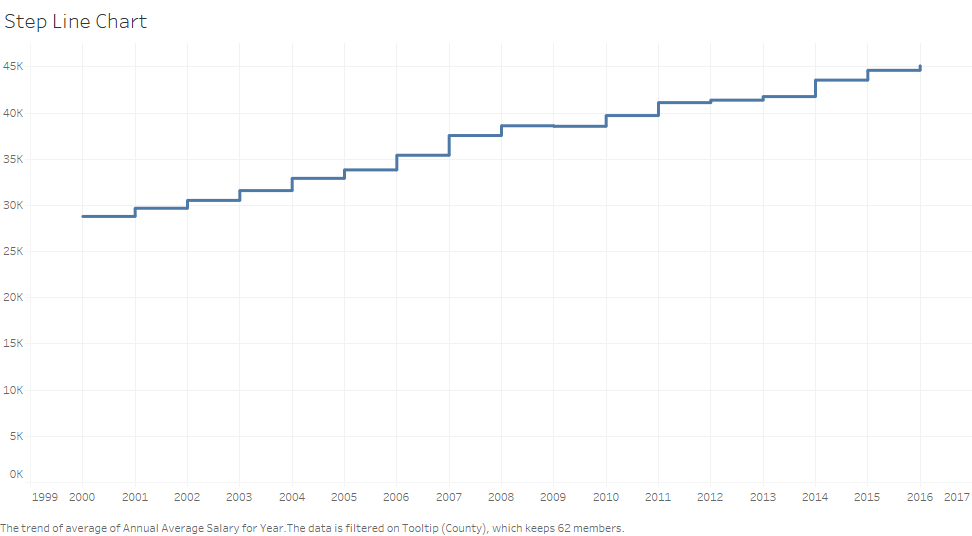 Step Line Chart
45K
40K
35K
30K
25K
20K
15K
10K
5K
0K
1999 2000 2001 2002 2003 2004 2005 2006 2007 2008 2009 2010 2011 2012 2013 2014 2015 2016 2017
The trend of average of Annual Average Salary for Year.The data is filtered on Tooltip (County), which keeps 62 members.